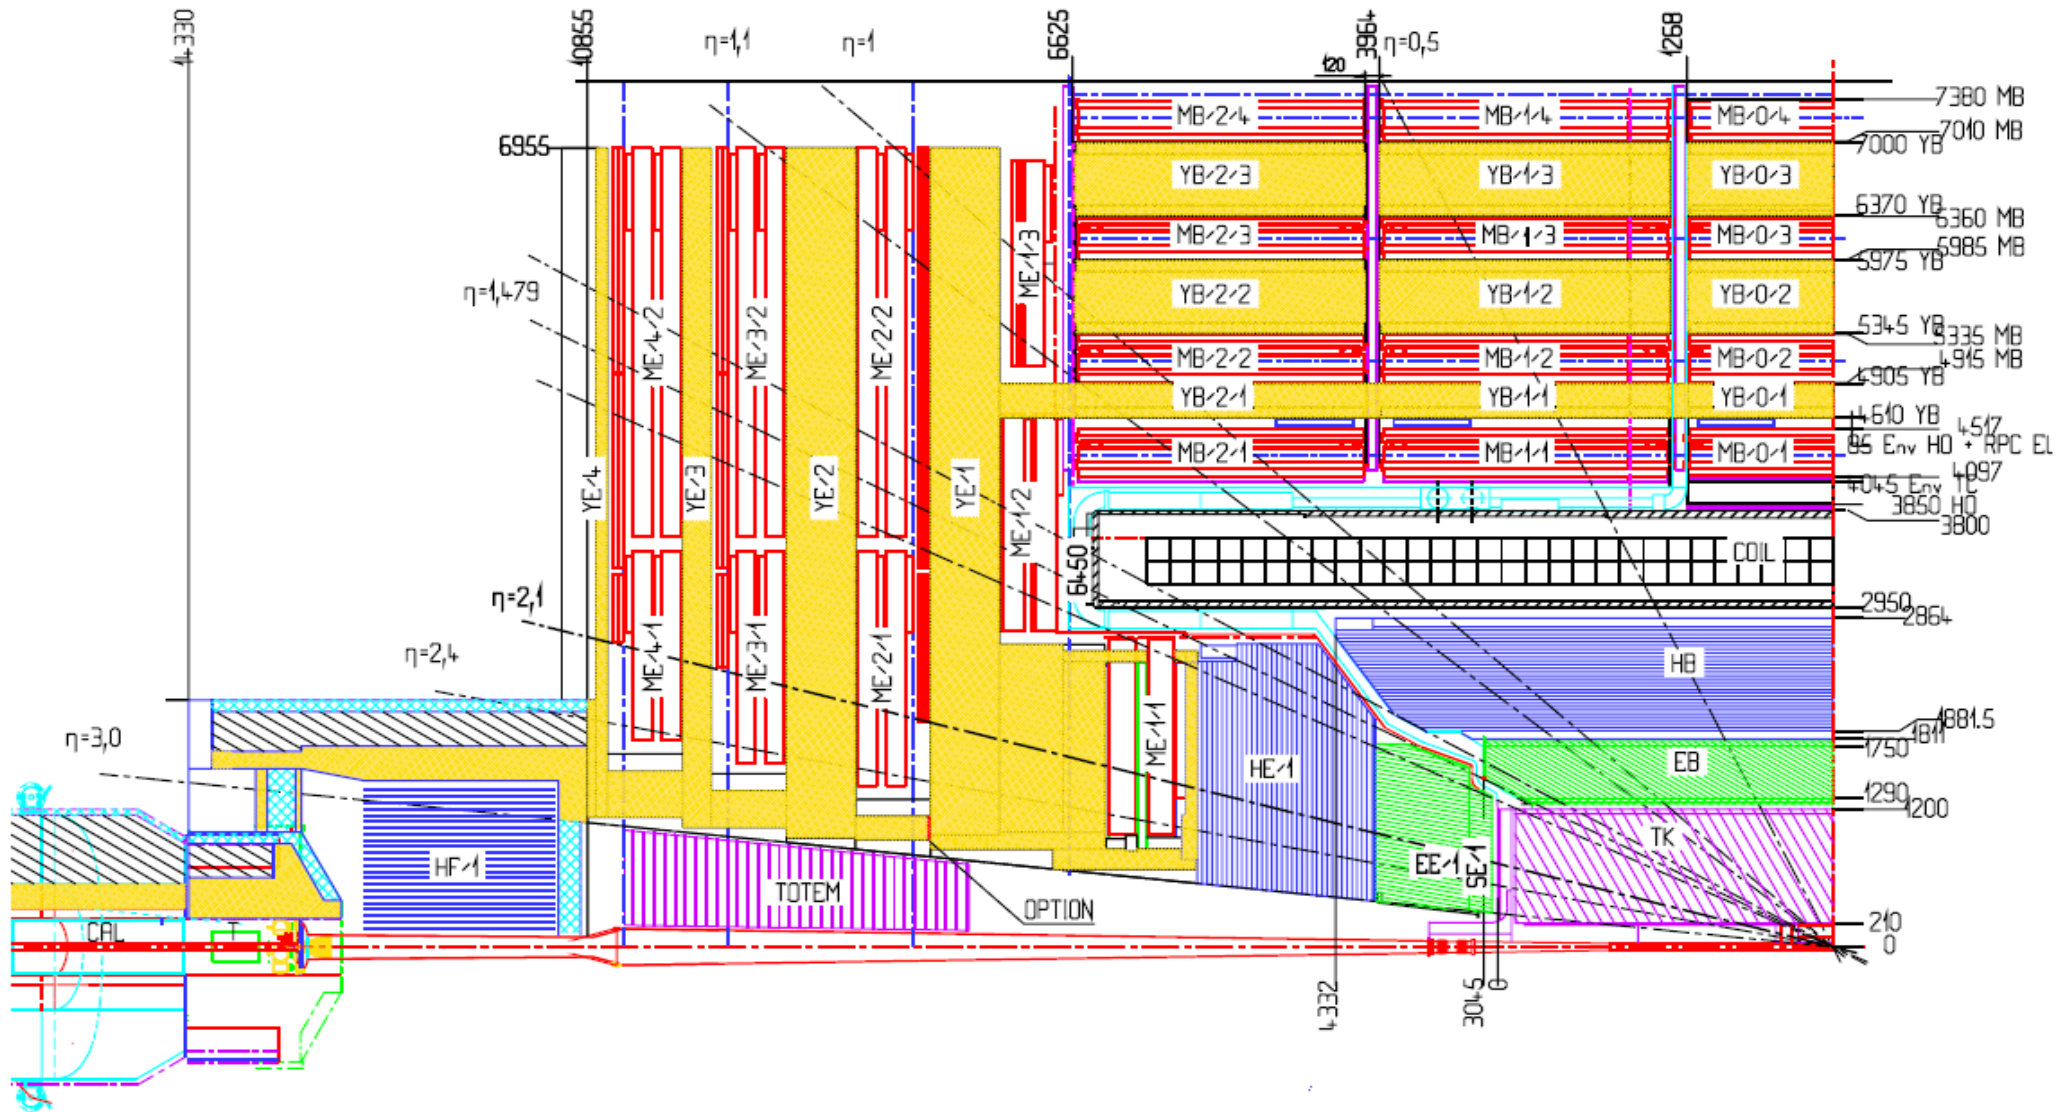 14.330
10855
η=1,1
η=1
6625
120
3964
η=0,5
1268
7380 MB
7010 MB
7000 YB
6370 YB
6360 MB
5985 MB
5975 YB
5345 YB
5335 MB
4915 MB
4905 YB
4610 YB
4517
85 Env HO + RPC EL
4097
4045 Env TC
3850 HO
3800
2950
2864
1881.5
1811
1750
1290
1200
210
0
MB/2/4
MB/1/4
MB/0/4
YB/2/3
YB/1/3
YB/0/3
MB/2/3
MB/1/3
MB/0/3
YB/2/2
YB/1/2
YB/0/2
MB/2/2
MB/1/2
MB/0/2
YB/2/1
YB/1/1
YB/0/1
MB/2/1
MB/1/1
MB/0/1
6955
ME/1/3
η=1,479
ME/4/2
ME/3/2
ME/2/2
YE/4
YE/3
YE/2
YE/1
ME/1/2
6450
COIL
η=2,1
η=2,4
η=3,0
ME/4/1
ME/3/1
ME/2/1
ME/1/1
HB
HE/1
EB
EE/1
SE/1
TK
HF/1
TOTEM
OPTION
CAL
T
4332
3045
0